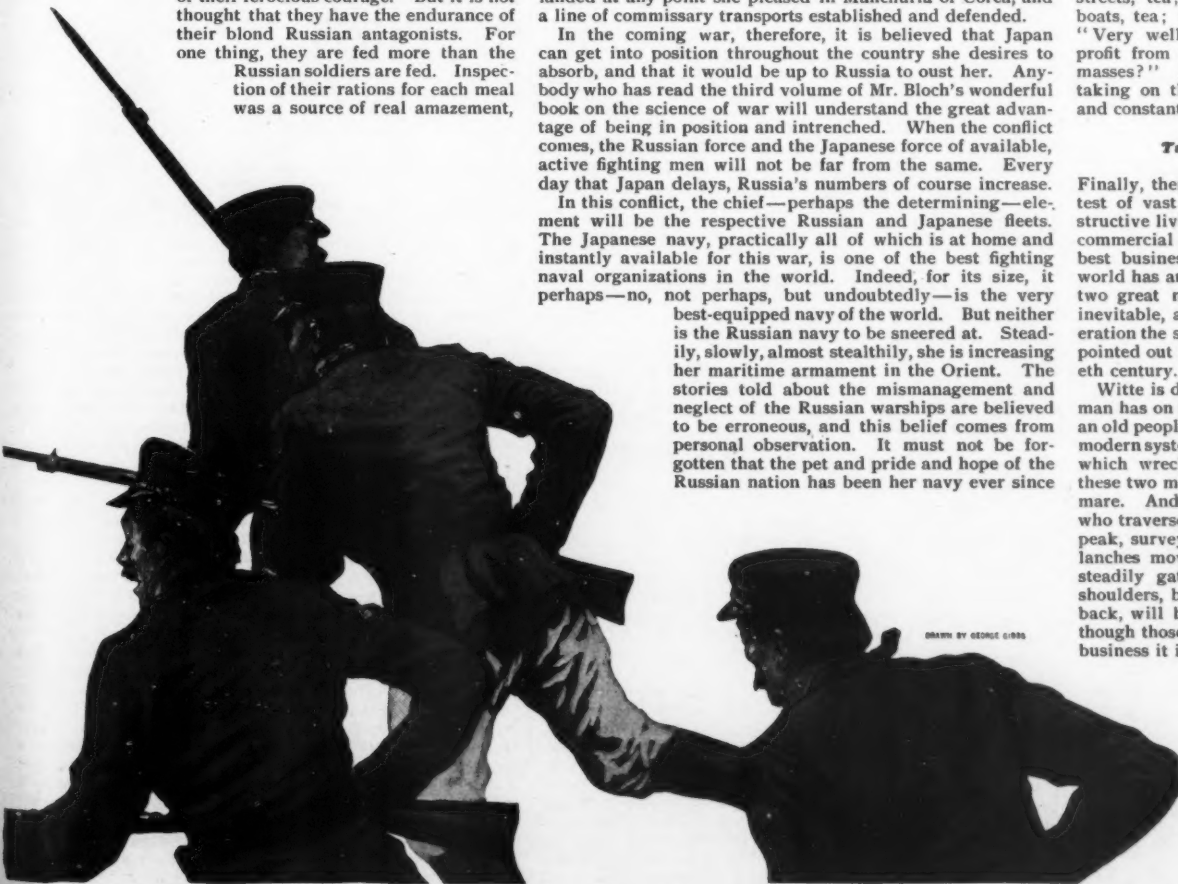 thought that they have the endurance of
their blond Russian antagonists. For
one thing, they are fed more than the
Russian soldiers are fed. Inspec-
tion of their rations for each meal
was a source of real amazement,
a line of commissary transports established and defended.
In the coming war, therefore, it is believed that Japan
can get into position throughout the country she desires to
absorb, and that it would be up to Russia to oust her. Any-
body who has read the third volume of Mr. Bloch's wonderful
book on the science of war will understand the great advan-
tage of being in position and intrenched. When the conflict
comes, the Russian force and the Japanese force of available,
active fighting men will not be far from the same. Every
day that Japan delays, Russia's numbers of course increase.
In this conflict, the chief—perhaps the determining—ele-
ment will be the respective Russian and Japanese fleets.
The Japanese navy, practically all of which is at home and
instantly available for this war, is one of the best fighting
naval organizations in the world. Indeed, for its size, it
perhaps—no, not perhaps, but undoubtedly—is the very
best-equipped navy of the world. But neither
is the Russian navy to be sneered at. Stead-
ily, slowly, almost stealthily, she is increasing
her maritime armament in the Orient. The
stories told about the mismanagement and
neglect of the Russian warships are believed
to be erroneous, and this belief comes from
personal observation. It must not be for-
gotten that the pet and pride and hope of the
Russian nation has been her navy ever since
boats, tea;
"Very well
profit from
masses?"
taking on th
and constant
Finally, the
test of vast
structive liv
commercial
best busines
world has a
two great
inevitable, a
eration the s
pointed out
eth century.
Witte is d
man has on
an old peopl
modern syst
which wrec
these two m
mare. And
who travers
peak, surve
lanches mov
steadily ga
shoulders, b
back, will b
though those
business it i
DRAWN BY GEORGE GIBBS